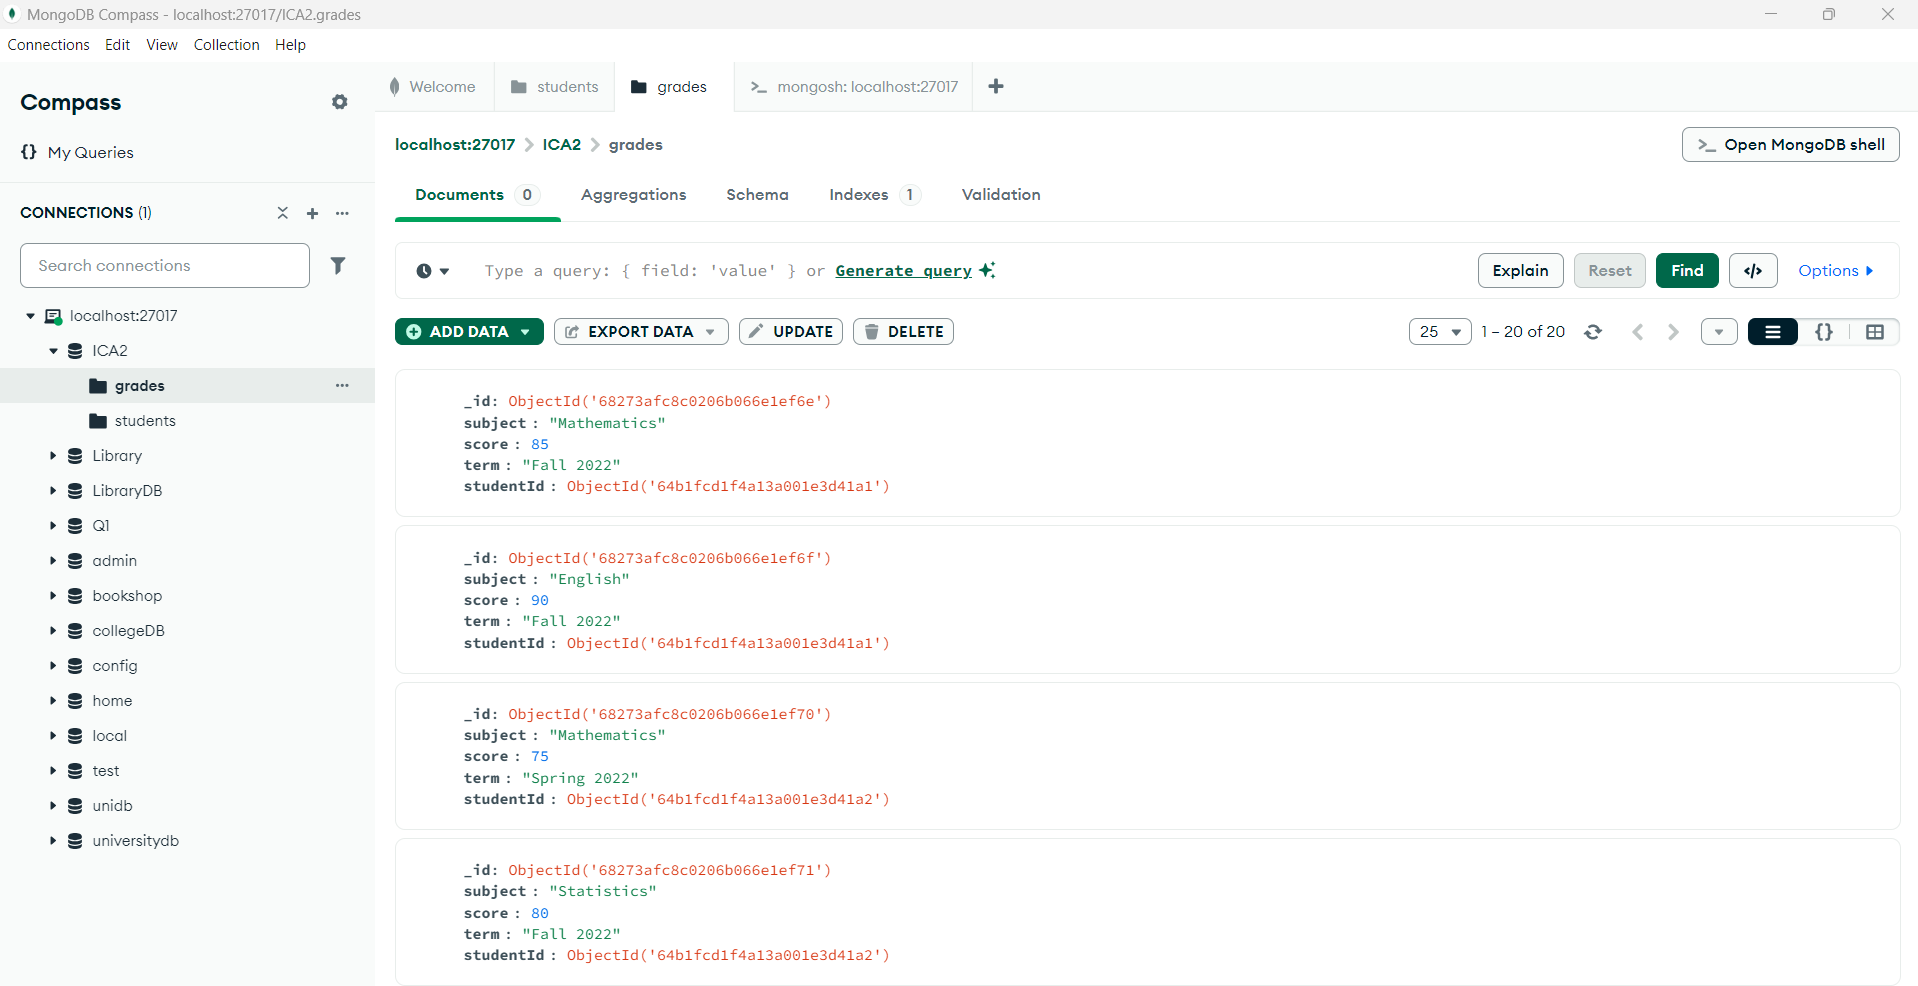 MongoDB Compass - localhost:27017/ICA2.grades
Connections Edit View Collection Help
Compass
My Queries
CONNECTIONS (1)
Search connections
localhost:27017
ICA2
grades
students
Library
LibraryDB
Q1
admin
bookshop
collegeDB
config
home
local
test
unidb
universitydb
Welcome students grades >_ mongosh: localhost:27017 +
localhost:27017 > ICA2 > grades
>_ Open MongoDB shell
Documents 0 Aggregations Schema Indexes 1 Validation
Type a query: { field: 'value' } or Generate query
Explain Reset Find </> Options
ADD DATA EXPORT DATA UPDATE DELETE
25 1 – 20 of 20 {}
_id: ObjectId('68273afc8c0206b066e1ef6e')
subject : "Mathematics"
score : 85
term : "Fall 2022"
studentId : ObjectId('64b1fcd1f4a13a001e3d41a1')
_id: ObjectId('68273afc8c0206b066e1ef6f')
subject : "English"
score : 90
term : "Fall 2022"
studentId : ObjectId('64b1fcd1f4a13a001e3d41a1')
_id: ObjectId('68273afc8c0206b066e1ef70')
subject : "Mathematics"
score : 75
term : "Spring 2022"
studentId : ObjectId('64b1fcd1f4a13a001e3d41a2')
_id: ObjectId('68273afc8c0206b066e1ef71')
subject : "Statistics"
score : 80
term : "Fall 2022"
studentId : ObjectId('64b1fcd1f4a13a001e3d41a2')